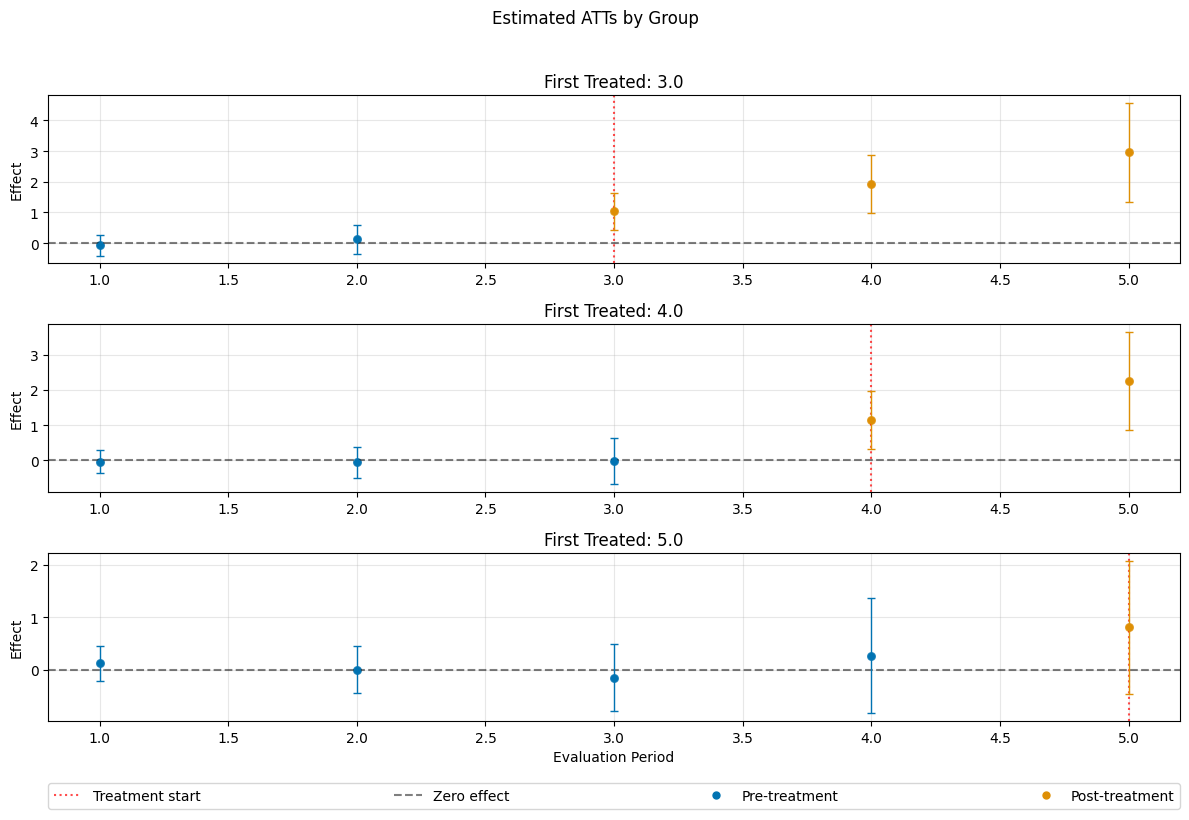 Estimated ATTs by Group
First Treated: 3.0
Effect
4
3
2
1
0
1.0 1.5 2.0 2.5 3.0 3.5 4.0 4.5 5.0
First Treated: 4.0
Effect
3
2
1
0
1.0 1.5 2.0 2.5 3.0 3.5 4.0 4.5 5.0
First Treated: 5.0
Effect
2
1
0
1.0 1.5 2.0 2.5 3.0 3.5 4.0 4.5 5.0
Evaluation Period
Treatment start Zero effect Pre-treatment Post-treatment